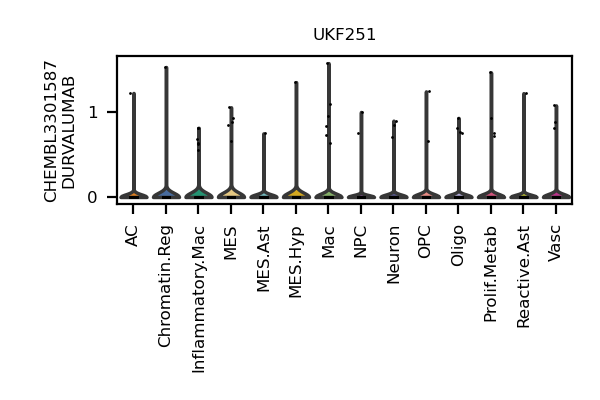 UKF251
CHEMBL3301587
DURVALUMAB
1
0
AC
Chromatin.Reg
Inflammatory.Mac
MES
MES.Ast
MES.Hyp
Mac
NPC
Neuron
OPC
Oligo
Prolif.Metab
Reactive.Ast
Vasc